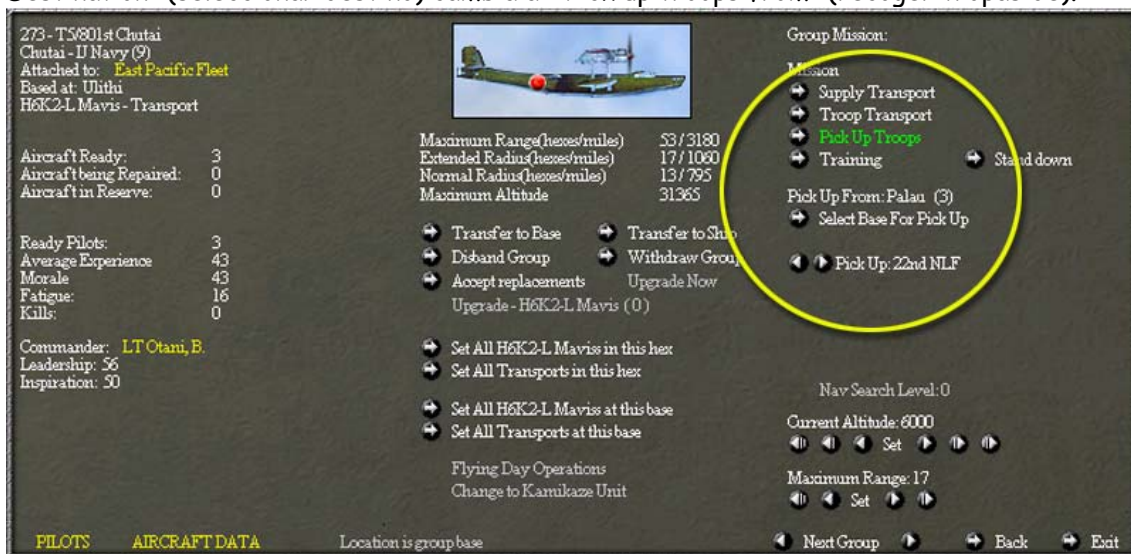 273 - T5/801st Chutai
Chutai - IJ Navy (9)
Attached to: East Pacific Fleet
Based at: Ulithi
H6K2-L Mavis - Transport
Aircraft Ready: 3
Aircraft being Repaired: 0
Aircraft in Reserve: 0
Ready Pilots: 3
Average Experience 43
Morale 43
Fatigue: 16
Kills: 0
Commander: LT Otani, B.
Leadership: 56
Inspiration: 50
Maximum Range(hexes/miles) 53 / 3180
Extended Radius(hexes/miles) 17 / 1060
Normal Radius(hexes/miles) 13 / 795
Maximum Altitude 31365
Transfer to Base Transfer to Ship
Disband Group Withdraw Group
Accept replacements Upgrade Now
Upgrade - H6K2-L Mavis ( 0 )
Set All H6K2-L Maviss in this hex
Set All Transports in this hex
Set All H6K2-L Maviss at this base
Set All Transports at this base
Flying Day Operations
Change to Kamikaze Unit
Group Mission:
Mission
Supply Transport
Troop Transport
Pick Up Troops
Training Stand down
Pick Up From: Palau (3)
Select Base For Pick Up
Pick Up: 22nd NLF
Nav Search Level: 0
Current Altitude: 6000
Set
Maximum Range: 17
Set
PILOTS AIRCRAFT DATA Location is group base Next Group Back Exit